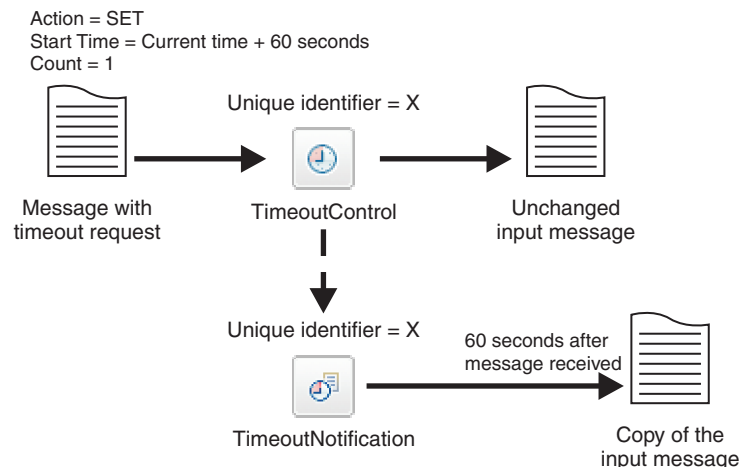 Action = SET
Start Time = Current time + 60 seconds
Count = 1
Unique identifier = X
Message with
timeout request
TimeoutControl
Unchanged
input message
Unique identifier = X
60 seconds after
message received
TimeoutNotification
Copy of the
input message